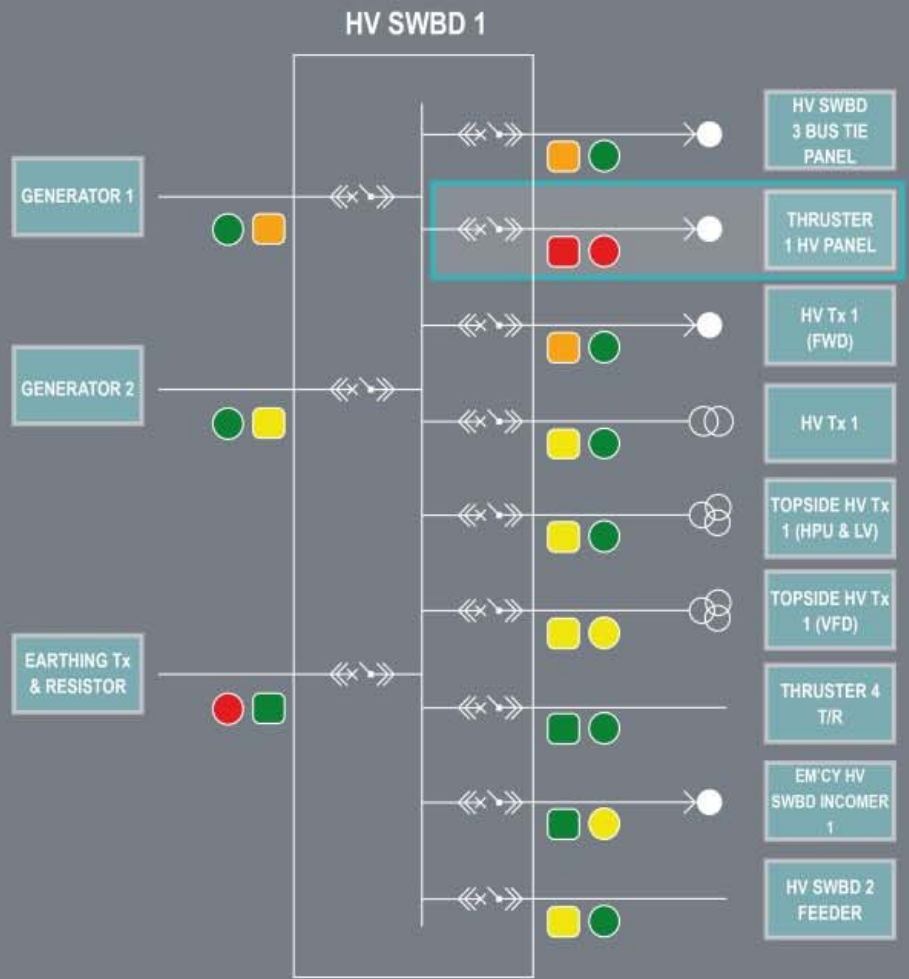 HV SWBD 1
GENERATOR 1
GENERATOR 2
EARTHING Tx
& RESISTOR
HV SWBD
3 BUS TIE
PANEL
THRUSTER
1 HV PANEL
HV Tx 1
(FWD)
HV Tx 1
TOPSIDE HV Tx
1 (HPU & LV)
TOPSIDE HV Tx
1 (VFD)
THRUSTER 4
T/R
EM'CY HV
SWBD INCOMER
1
HV SWBD 2
FEEDER